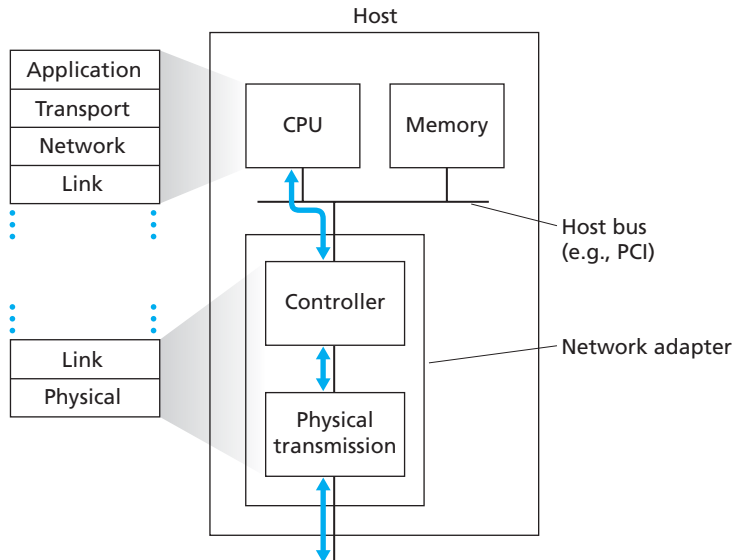 Host
Application
Transport
Network
Link
CPU
Memory
Host bus
(e.g., PCI)
Controller
Network adapter
Link
Physical
Physical
transmission